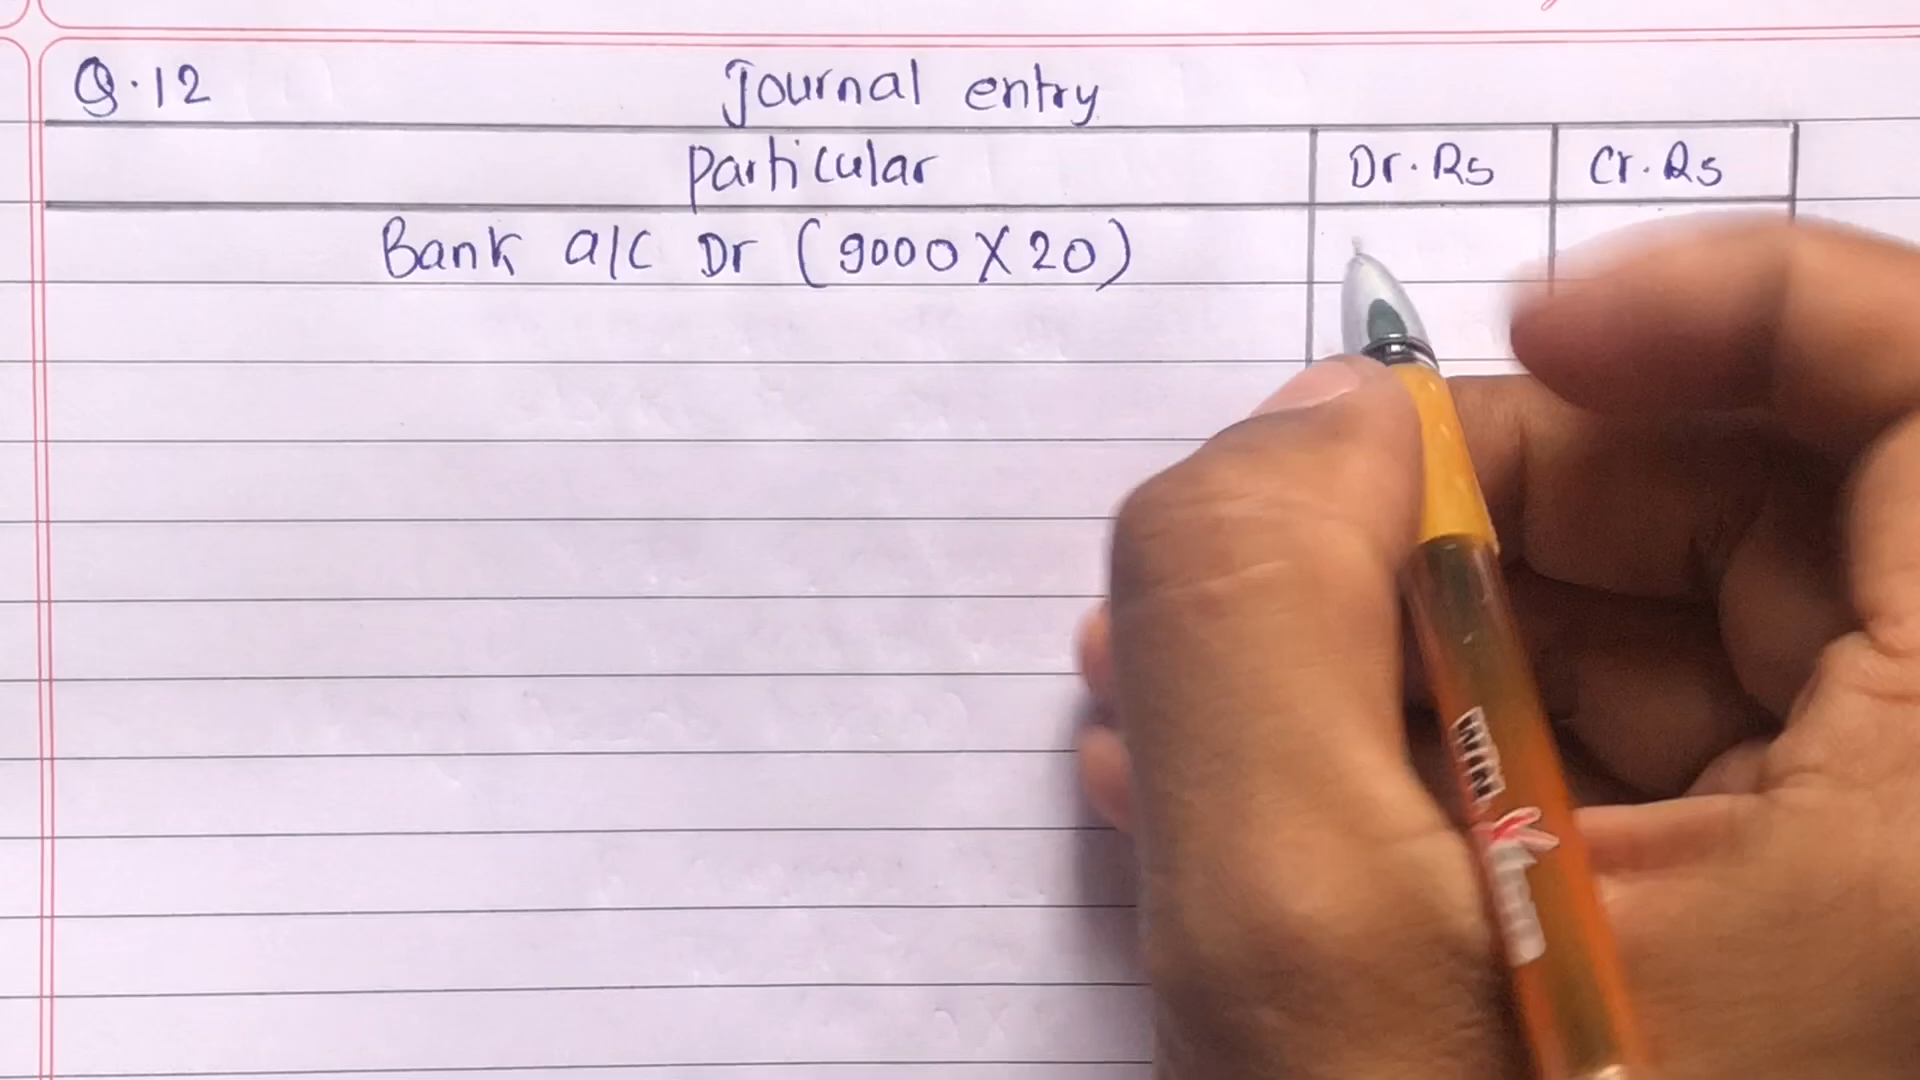 Q.12 Journal entry
Particular Dr. Rs Cr. Rs
Bank a/c Dr (9000 X 20)